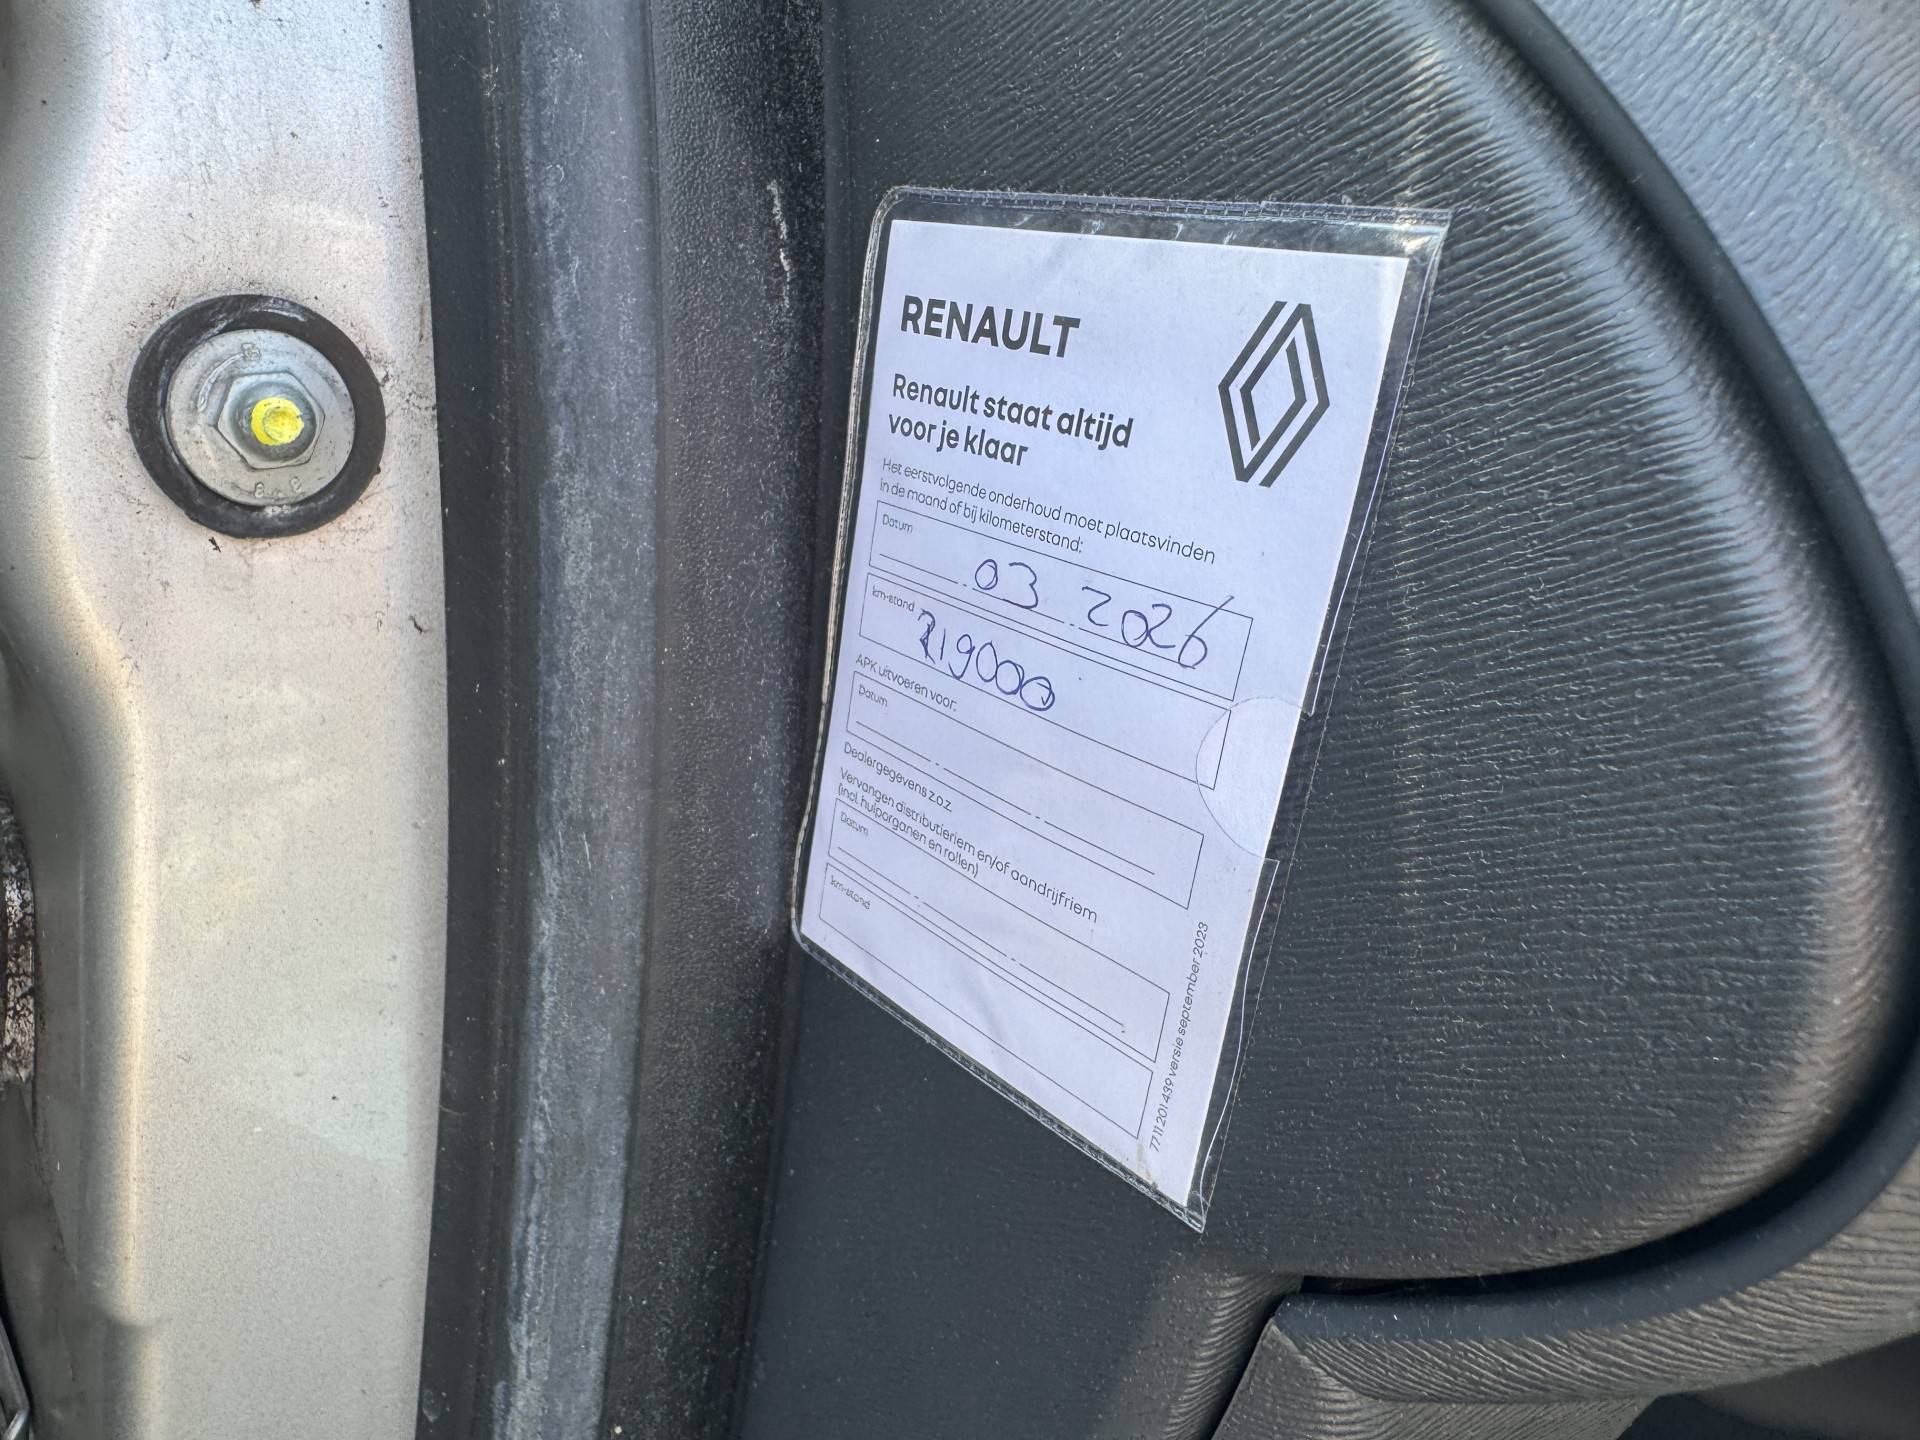 RENAULT
Renault staat altijd
voor je klaar
Het eerstvolgende onderhoud moet plaatsvinden
in de maand of bij kilometerstand:
Datum
03 2026
km-stand
219000
APK uitvoeren voor:
Datum
Dealergegevens z.o.z.
Vervangen distributieriem en/of aandrijfriem
(incl. hulporganen en rollen)
Datum
km-stand
77 11 201 439 versie september 2023